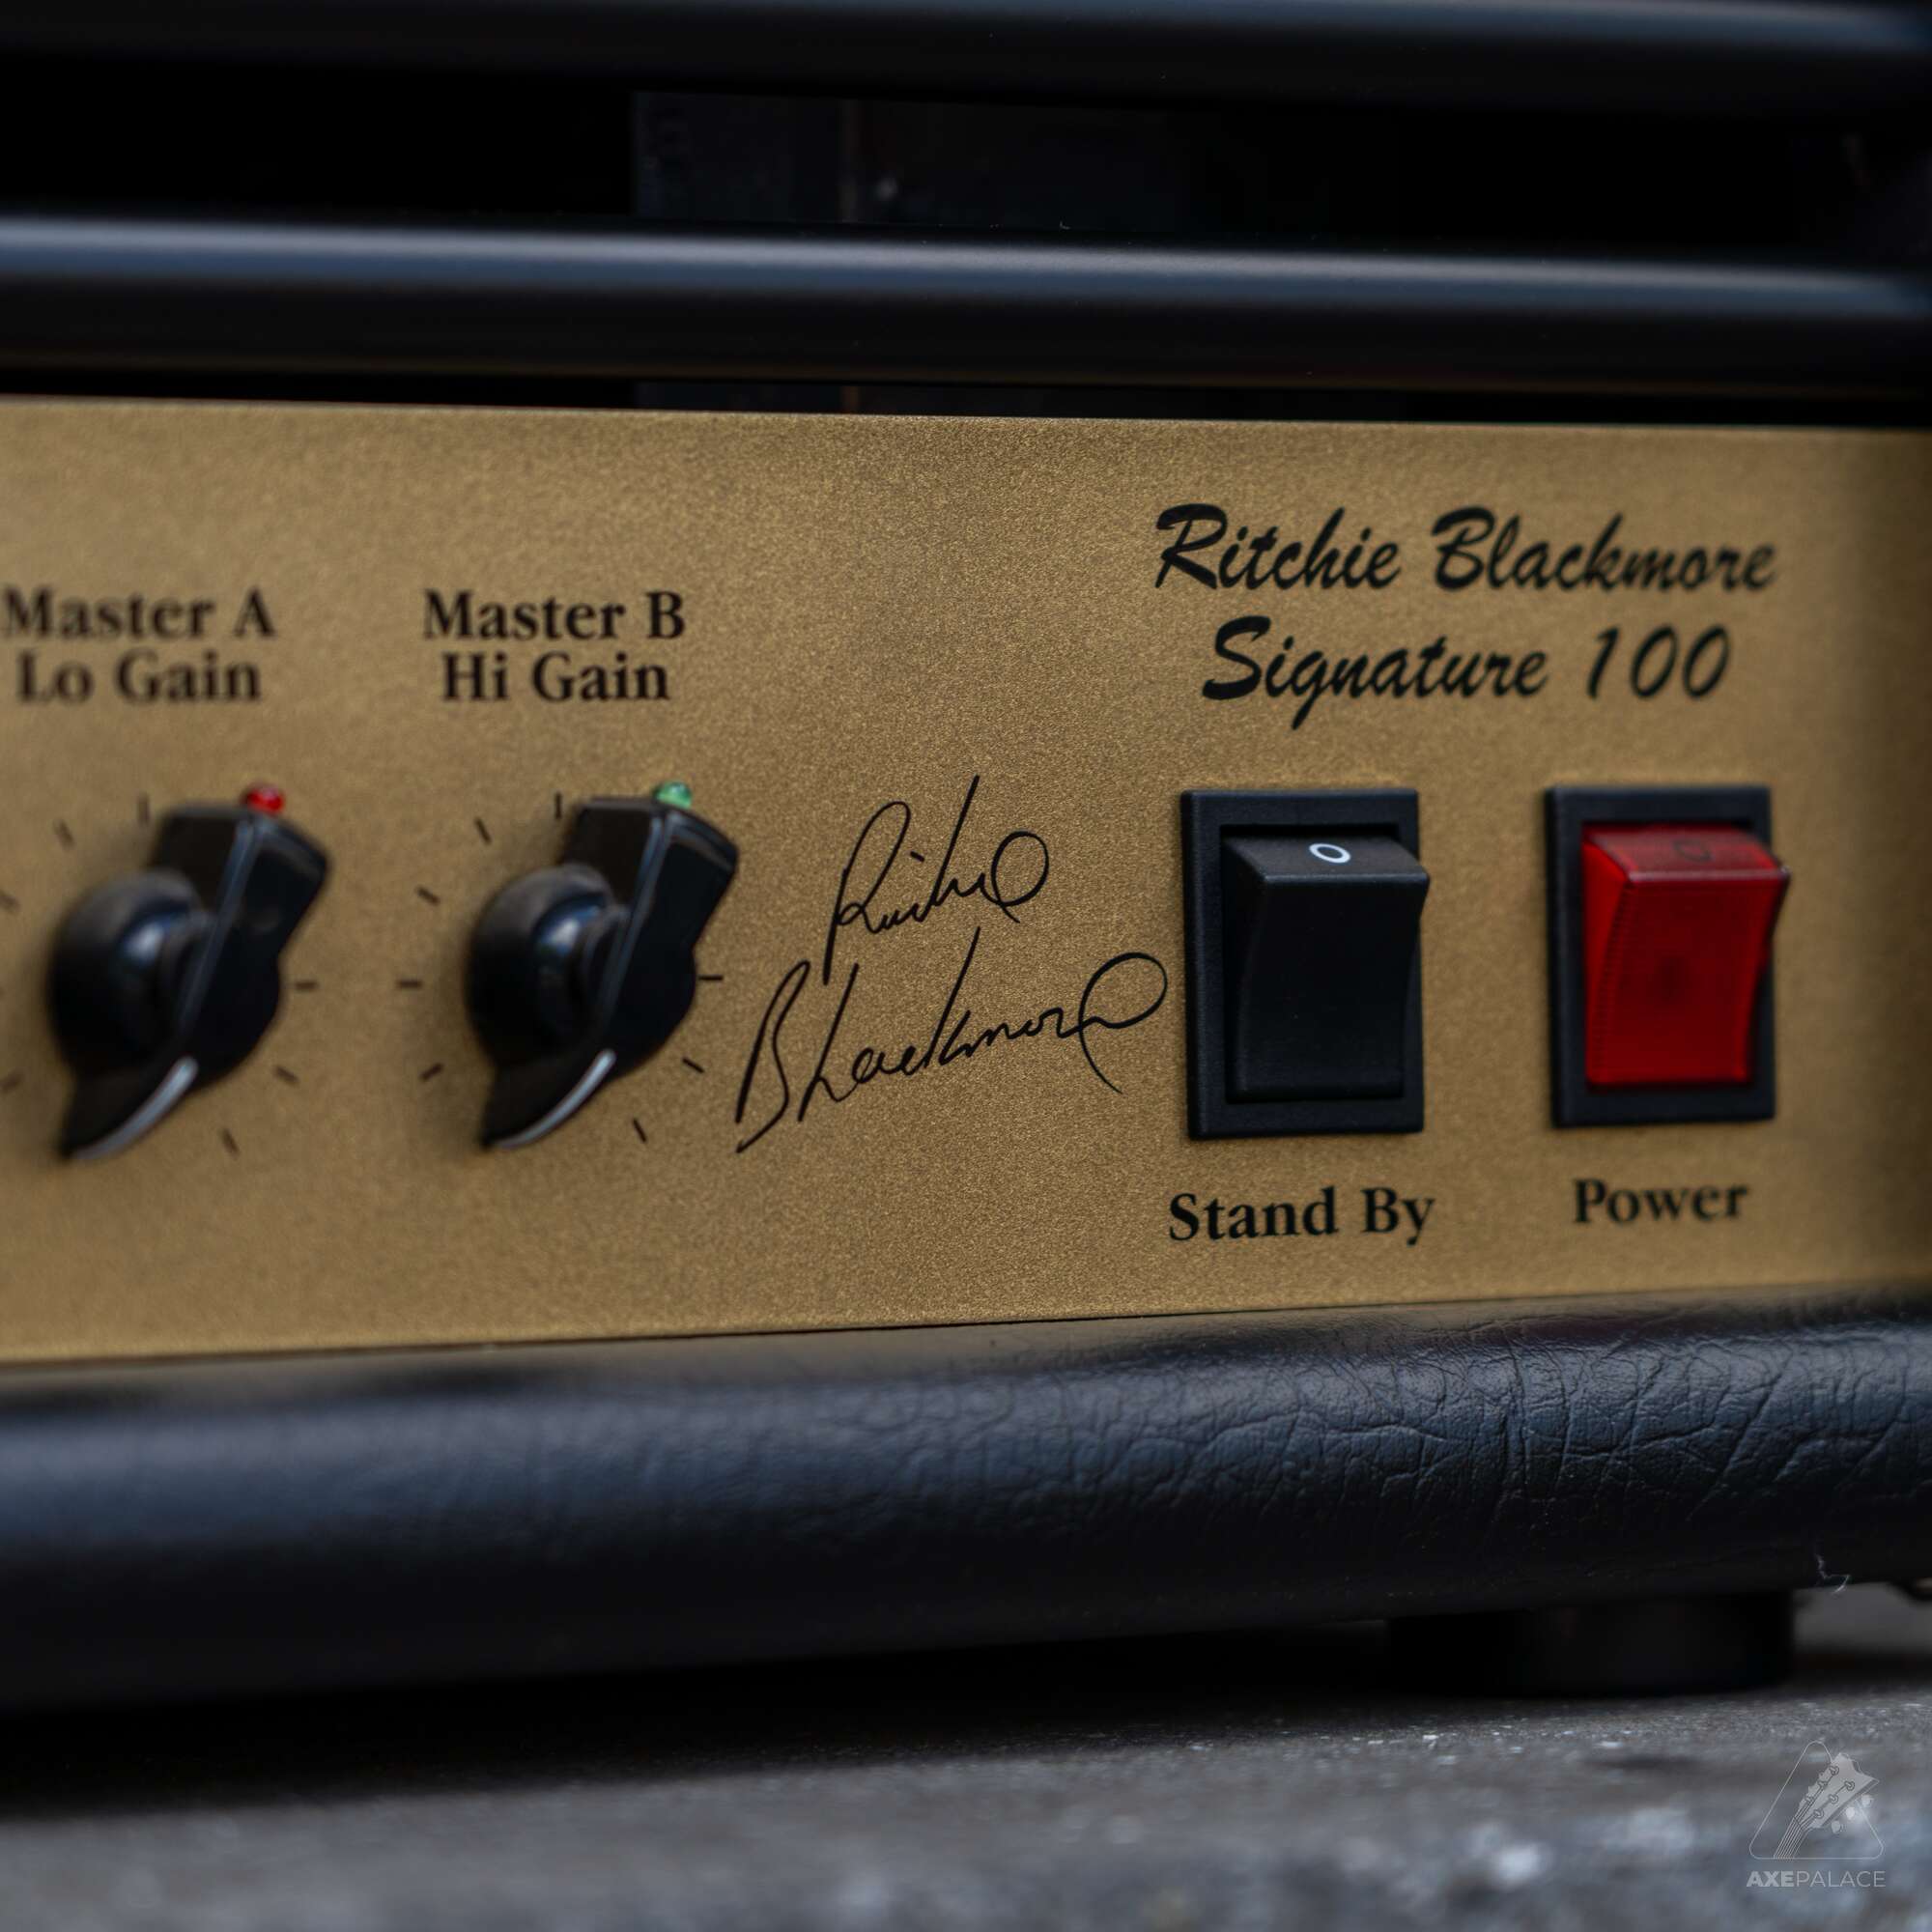 Ritchie Blackmore
Signature 100
Master A
Lo Gain
Master B
Hi Gain
Ritchie
Blackmore
O
O
Stand By
Power
AXEPALACE